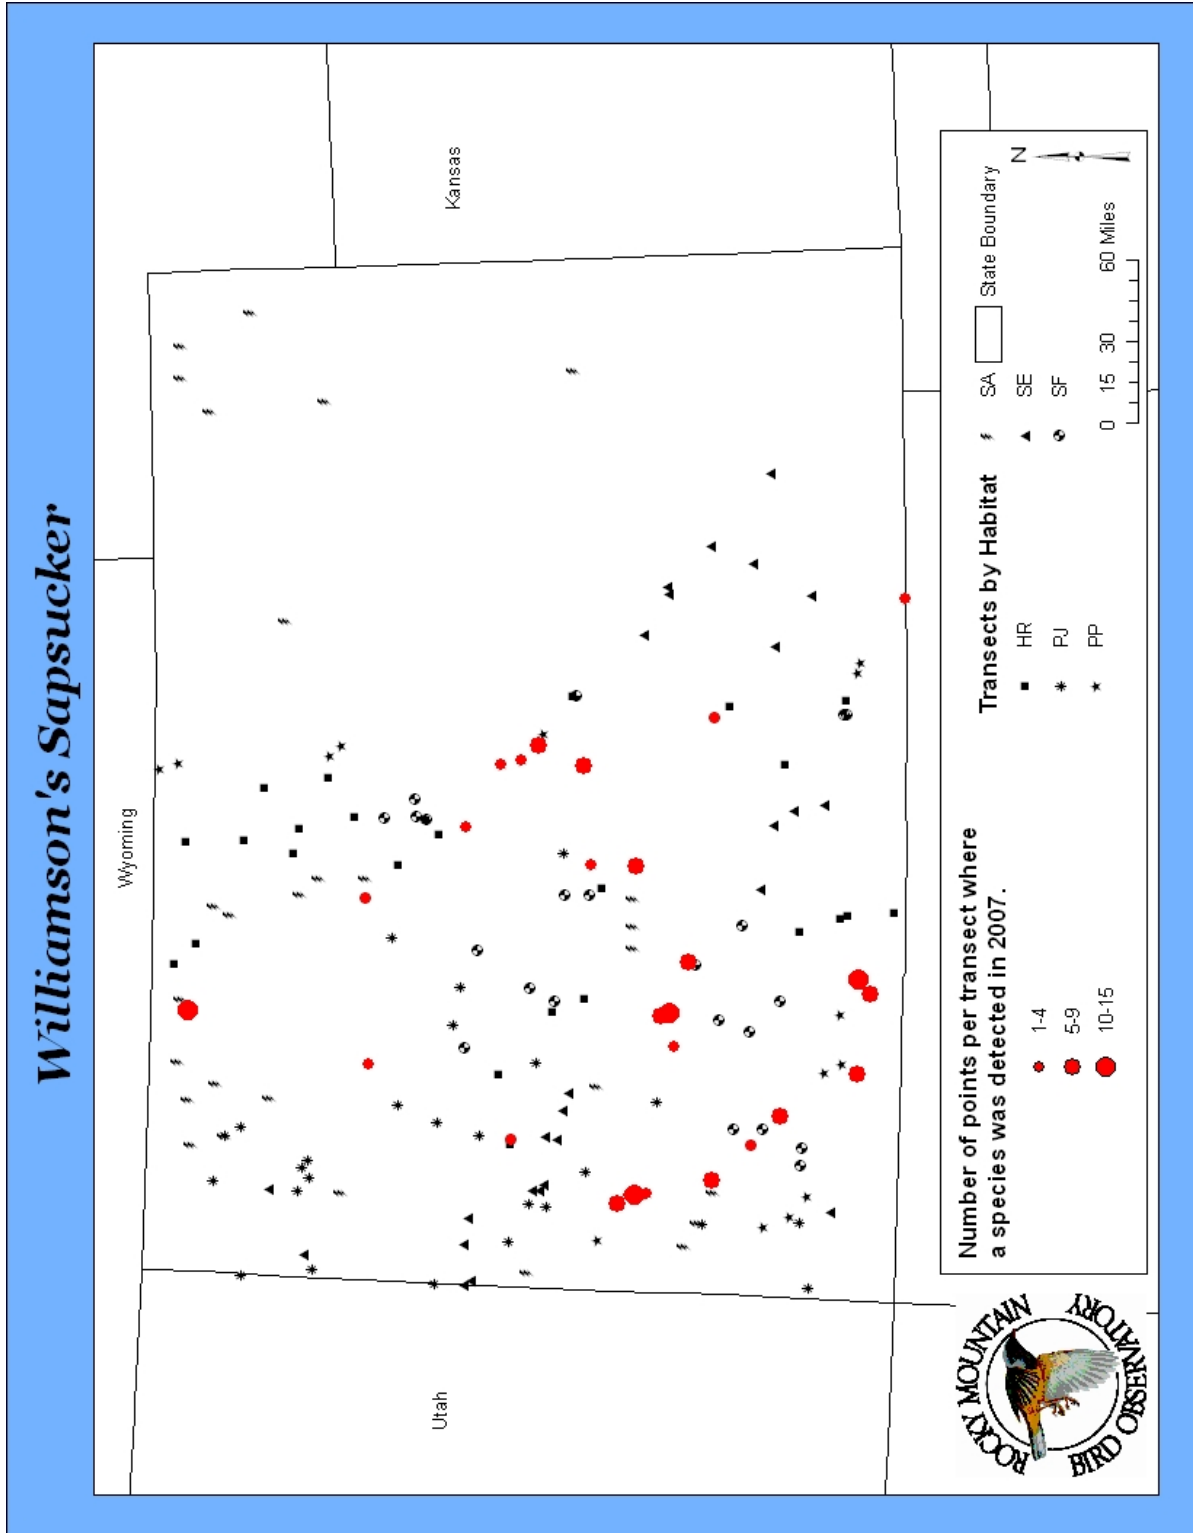 Williamson's Sapsucker
Wyoming
Utah
Kansas
ROCKY MOUNTAIN
BIRD OBSERVATORY
Number of points per transect where
a species was detected in 2007.
1-4
5-9
10-15
Transects by Habitat
HR
PJ
PP
SA
SE
SF
State Boundary
N
0 15 30 60 Miles